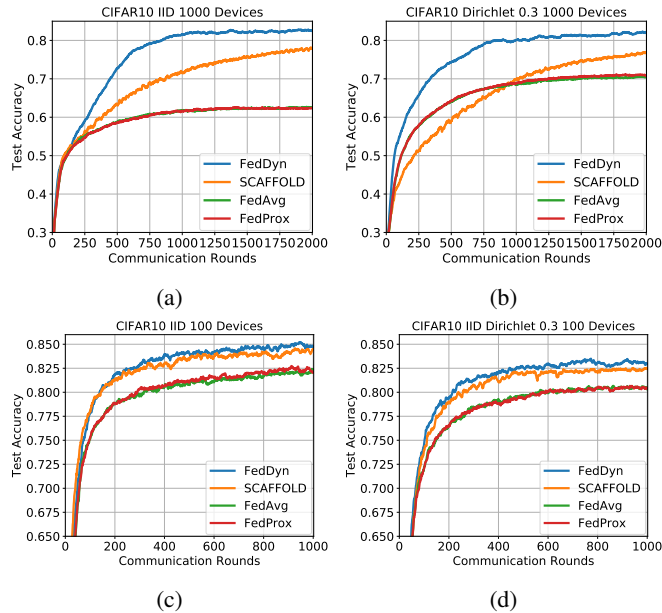 CIFAR10 IID 1000 Devices
0.8
0.7
0.6
0.5
0.4
0.3
Test Accuracy
0 250 500 750 1000 1250 1500 1750 2000
Communication Rounds
FedDyn
SCAFFOLD
FedAvg
FedProx
(a)
CIFAR10 Dirichlet 0.3 1000 Devices
0.8
0.7
0.6
0.5
0.4
0.3
Test Accuracy
0 250 500 750 1000 1250 1500 1750 2000
Communication Rounds
FedDyn
SCAFFOLD
FedAvg
FedProx
(b)
CIFAR10 IID 100 Devices
0.850
0.825
0.800
0.775
0.750
0.725
0.700
0.675
0.650
Test Accuracy
0 200 400 600 800 1000
Communication Rounds
FedDyn
SCAFFOLD
FedAvg
FedProx
(c)
CIFAR10 IID Dirichlet 0.3 100 Devices
0.850
0.825
0.800
0.775
0.750
0.725
0.700
0.675
0.650
Test Accuracy
0 200 400 600 800 1000
Communication Rounds
FedDyn
SCAFFOLD
FedAvg
FedProx
(d)